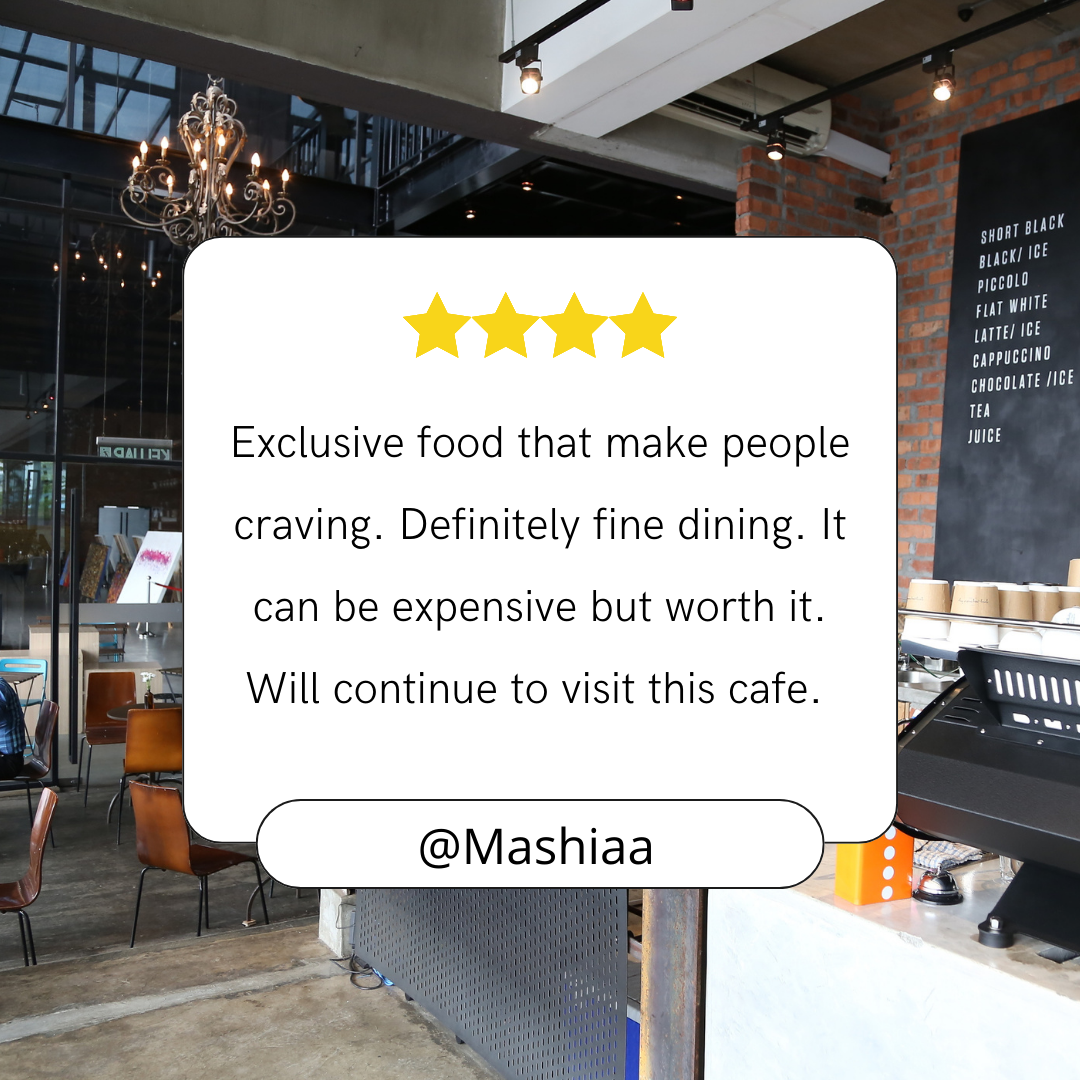 SHORT BLACK
BLACK/ ICE
PICCOLO
FLAT WHITE
LATTE/ ICE
CAPPUCCINO
CHOCOLATE /ICE
TEA
JUICE
Exclusive food that make people
craving. Definitely fine dining. It
can be expensive but worth it.
Will continue to visit this cafe.
@Mashiaa
KELUAR